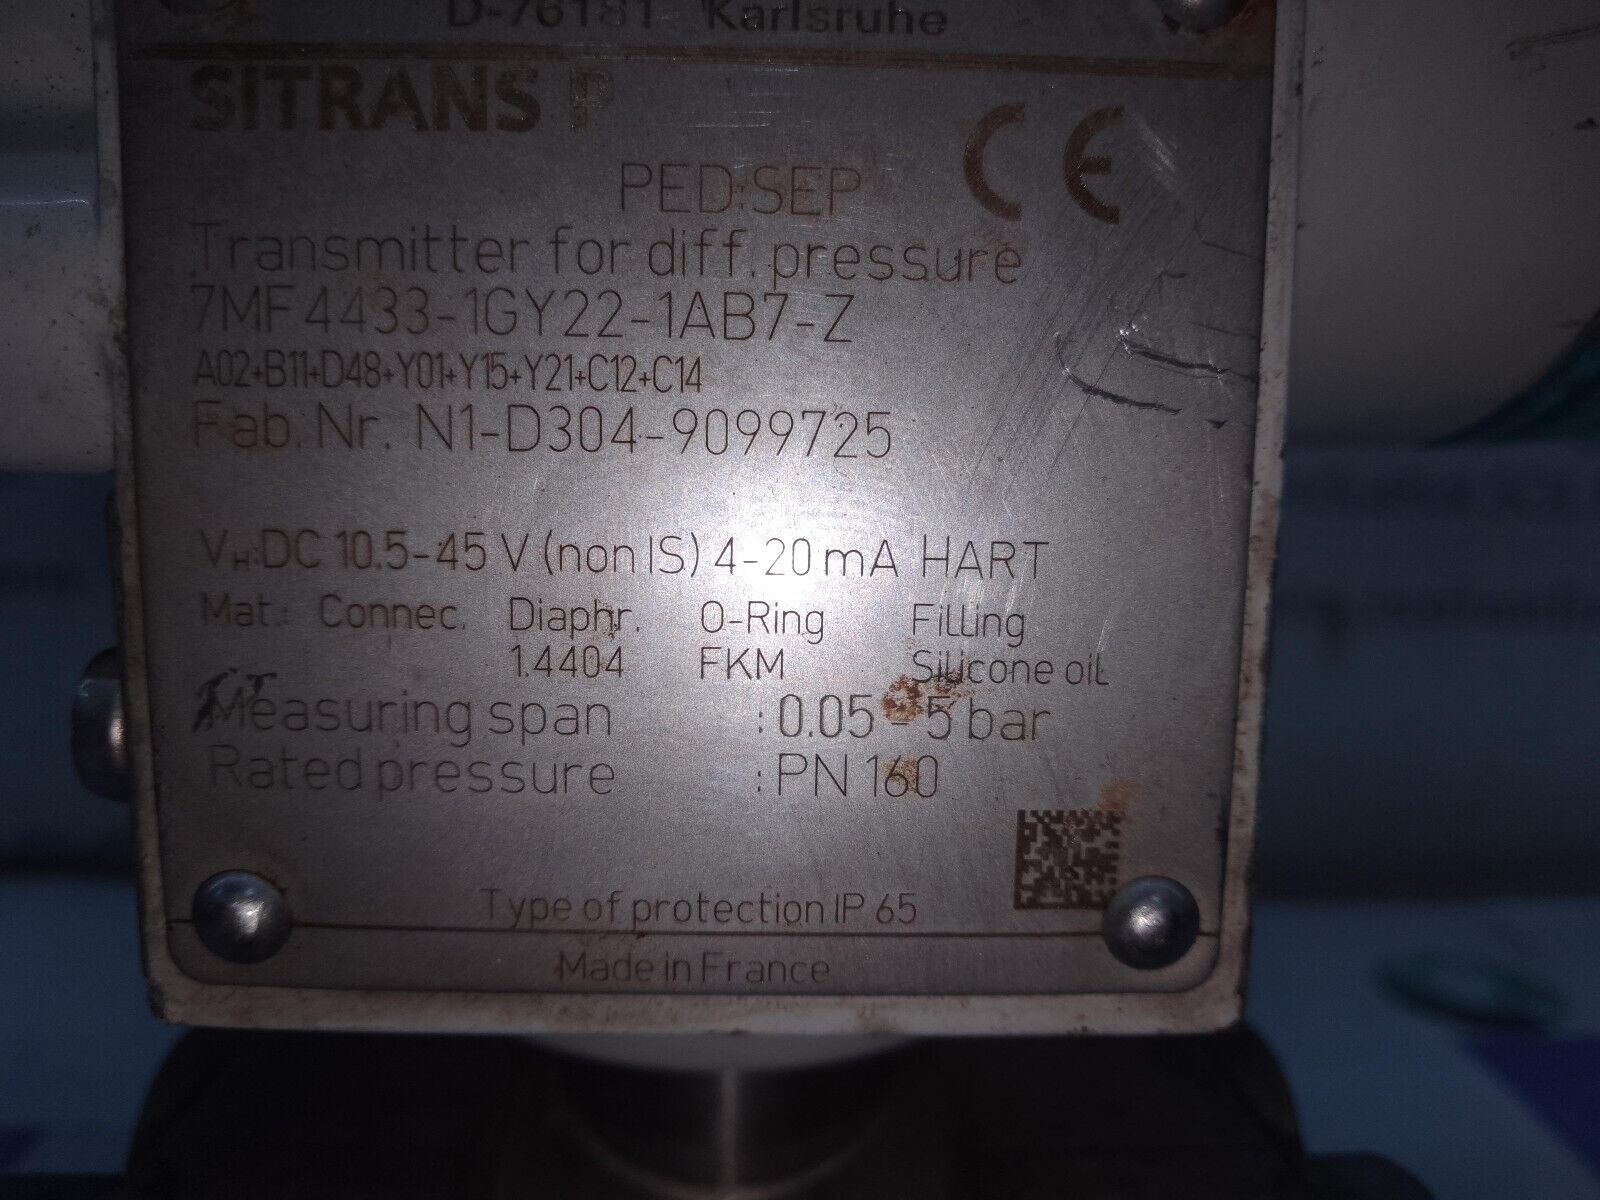 D-76181 Karlsruhe
SITRANS P
CE
PED:SEP
Transmitter for diff. pressure
7MF4433-1GY22-1AB7-Z
A02+B11+D48+Y01+Y15+Y21+C12+C14
Fab. Nr. N1-D304-9099725
VH:DC 10.5-45 V (non IS) 4-20 mA HART
Mat.: Connec. Diaphr. O-Ring Filling
1.4404 FKM Silicone oil
Measuring span : 0.05 - 5 bar
Rated pressure : PN 160
Type of protection IP 65
Made in France